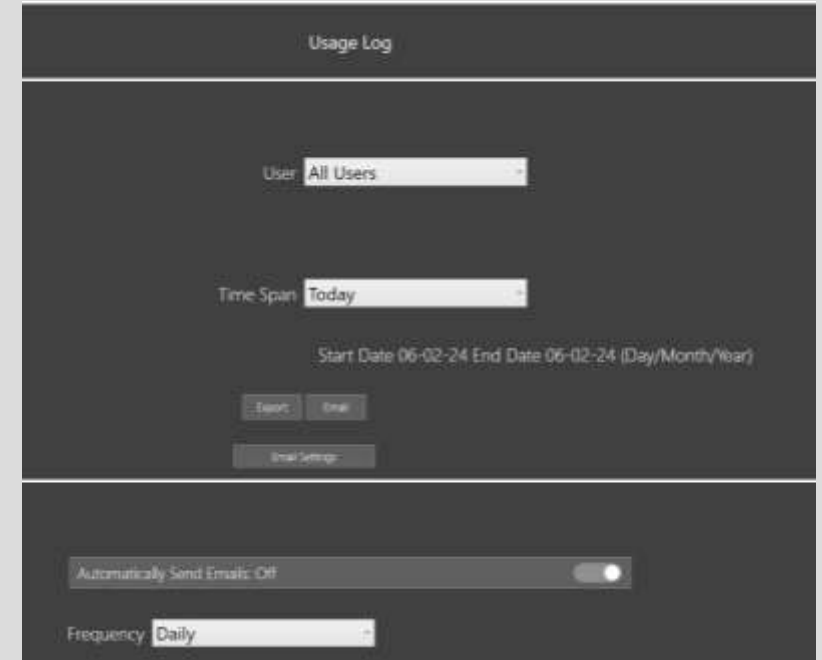 Usage Log
User All Users
Time Span Today
Start Date 06-02-24 End Date 06-02-24 (Day/Month/Year)
Export Email
Email Settings
Automatically Send Emails: Off
Frequency Daily